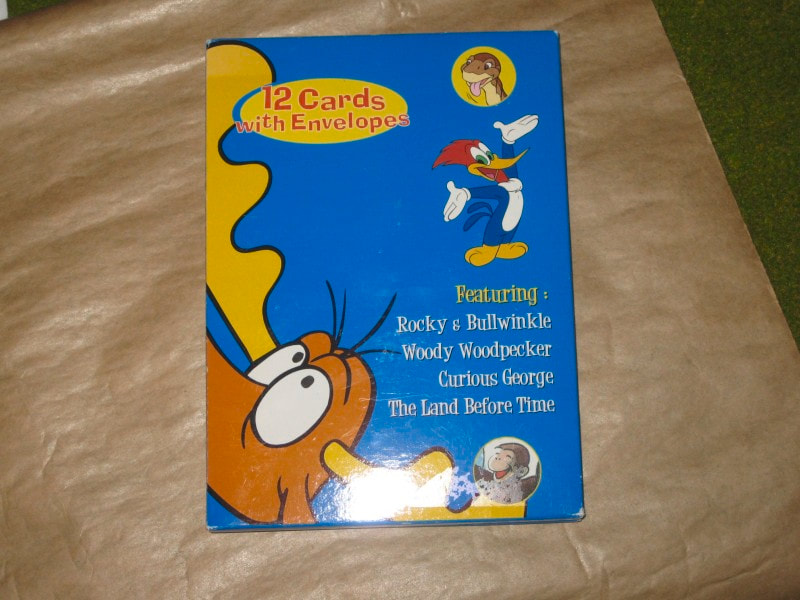 12 Cards
with Envelopes
Featuring :
Rocky & Bullwinkle
Woody Woodpecker
Curious George
The Land Before Time